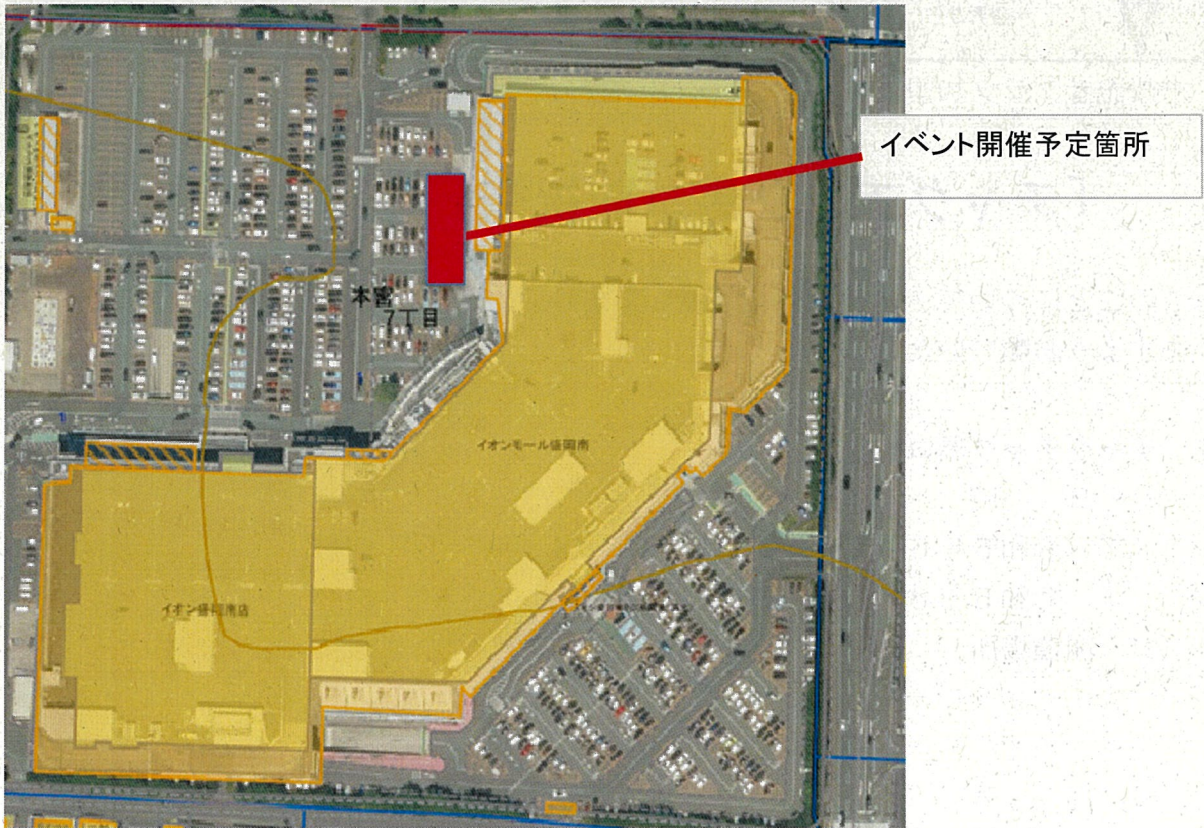 イベント開催予定箇所
本宮
7丁目
イオンモール盛岡南
イオン盛岡南店